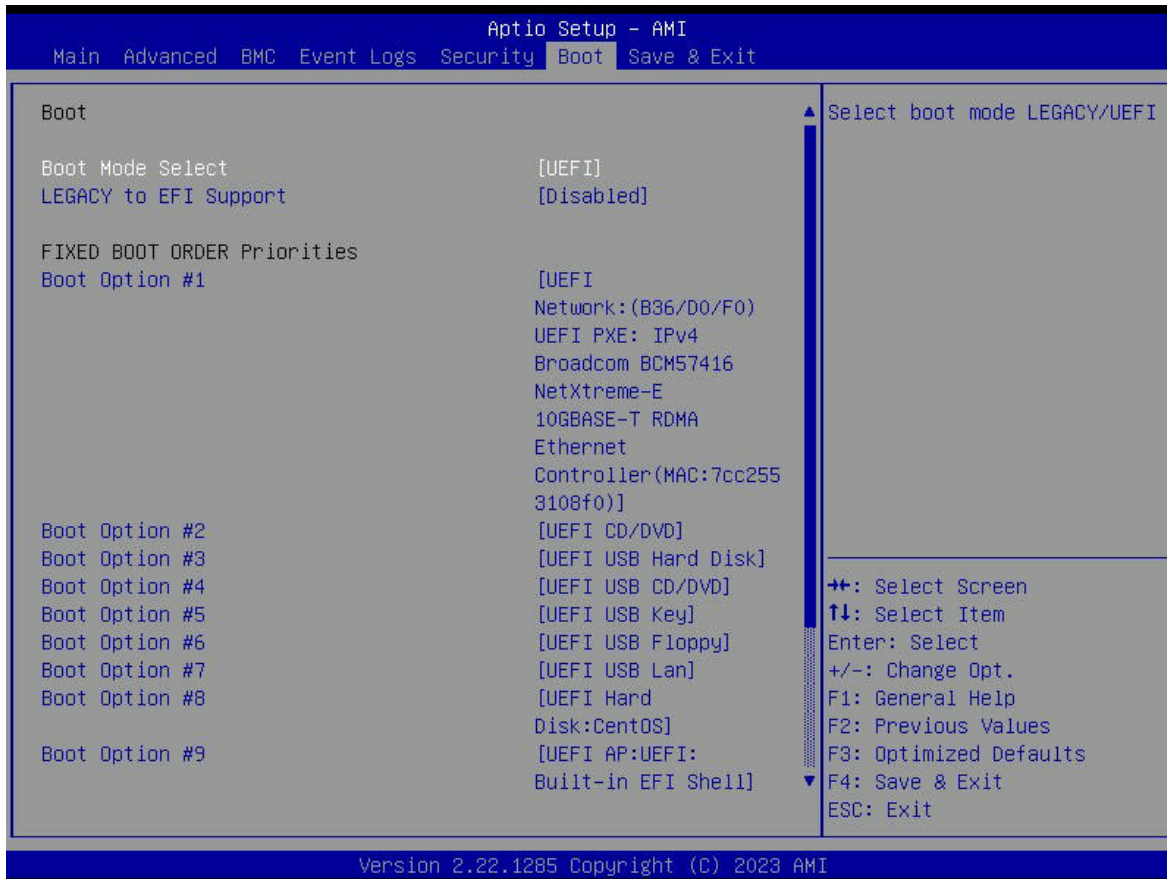 Aptio Setup - AMI
Main Advanced BMC Event Logs Security Boot Save & Exit
Boot
Select boot mode LEGACY/UEFI
Boot Mode Select [UEFI]
LEGACY to EFI Support [Disabled]
FIXED BOOT ORDER Priorities
Boot Option #1 [UEFI
Network:(B36/D0/F0)
UEFI PXE: IPv4
Broadcom BCM57416
NetXtreme-E
10GBASE-T RDMA
Ethernet
Controller(MAC:7cc255
3108f0)]
Boot Option #2 [UEFI CD/DVD]
Boot Option #3 [UEFI USB Hard Disk]
Boot Option #4 [UEFI USB CD/DVD]
Boot Option #5 [UEFI USB Key]
Boot Option #6 [UEFI USB Floppy]
Boot Option #7 [UEFI USB Lan]
Boot Option #8 [UEFI Hard
Disk:CentOS]
Boot Option #9 [UEFI AP:UEFI:
Built-in EFI Shell]
→←: Select Screen
↑↓: Select Item
Enter: Select
+/-: Change Opt.
F1: General Help
F2: Previous Values
F3: Optimized Defaults
F4: Save & Exit
ESC: Exit
Version 2.22.1285 Copyright (C) 2023 AMI